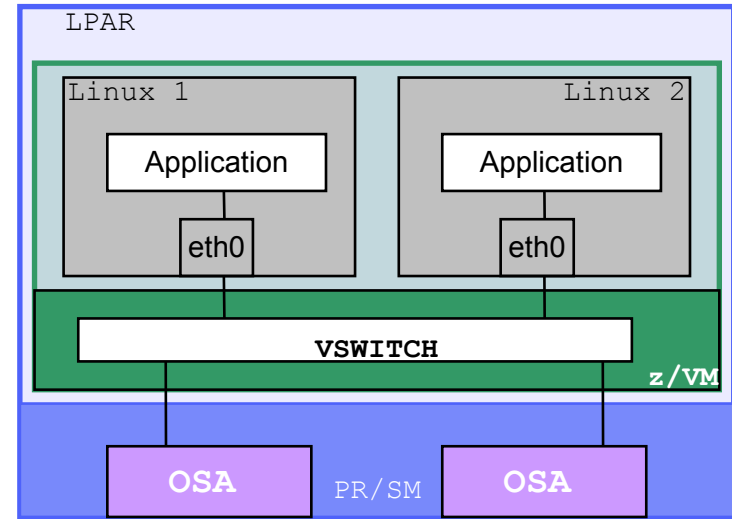 LPAR
Linux 1
Linux 2
Application
Application
eth0
eth0
VSWITCH
z/VM
OSA
PR/SM
OSA